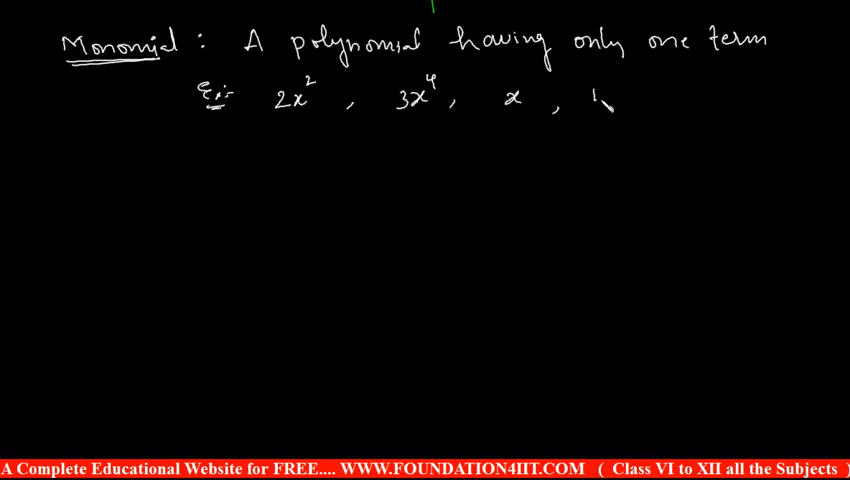 Monomial : A polynomial having only one term
Ex:- 2x² , 3x⁴ , x ,
A Complete Educational Website for FREE.... WWW.FOUNDATION4IIT.COM ( Class VI to XII all the Subjects )